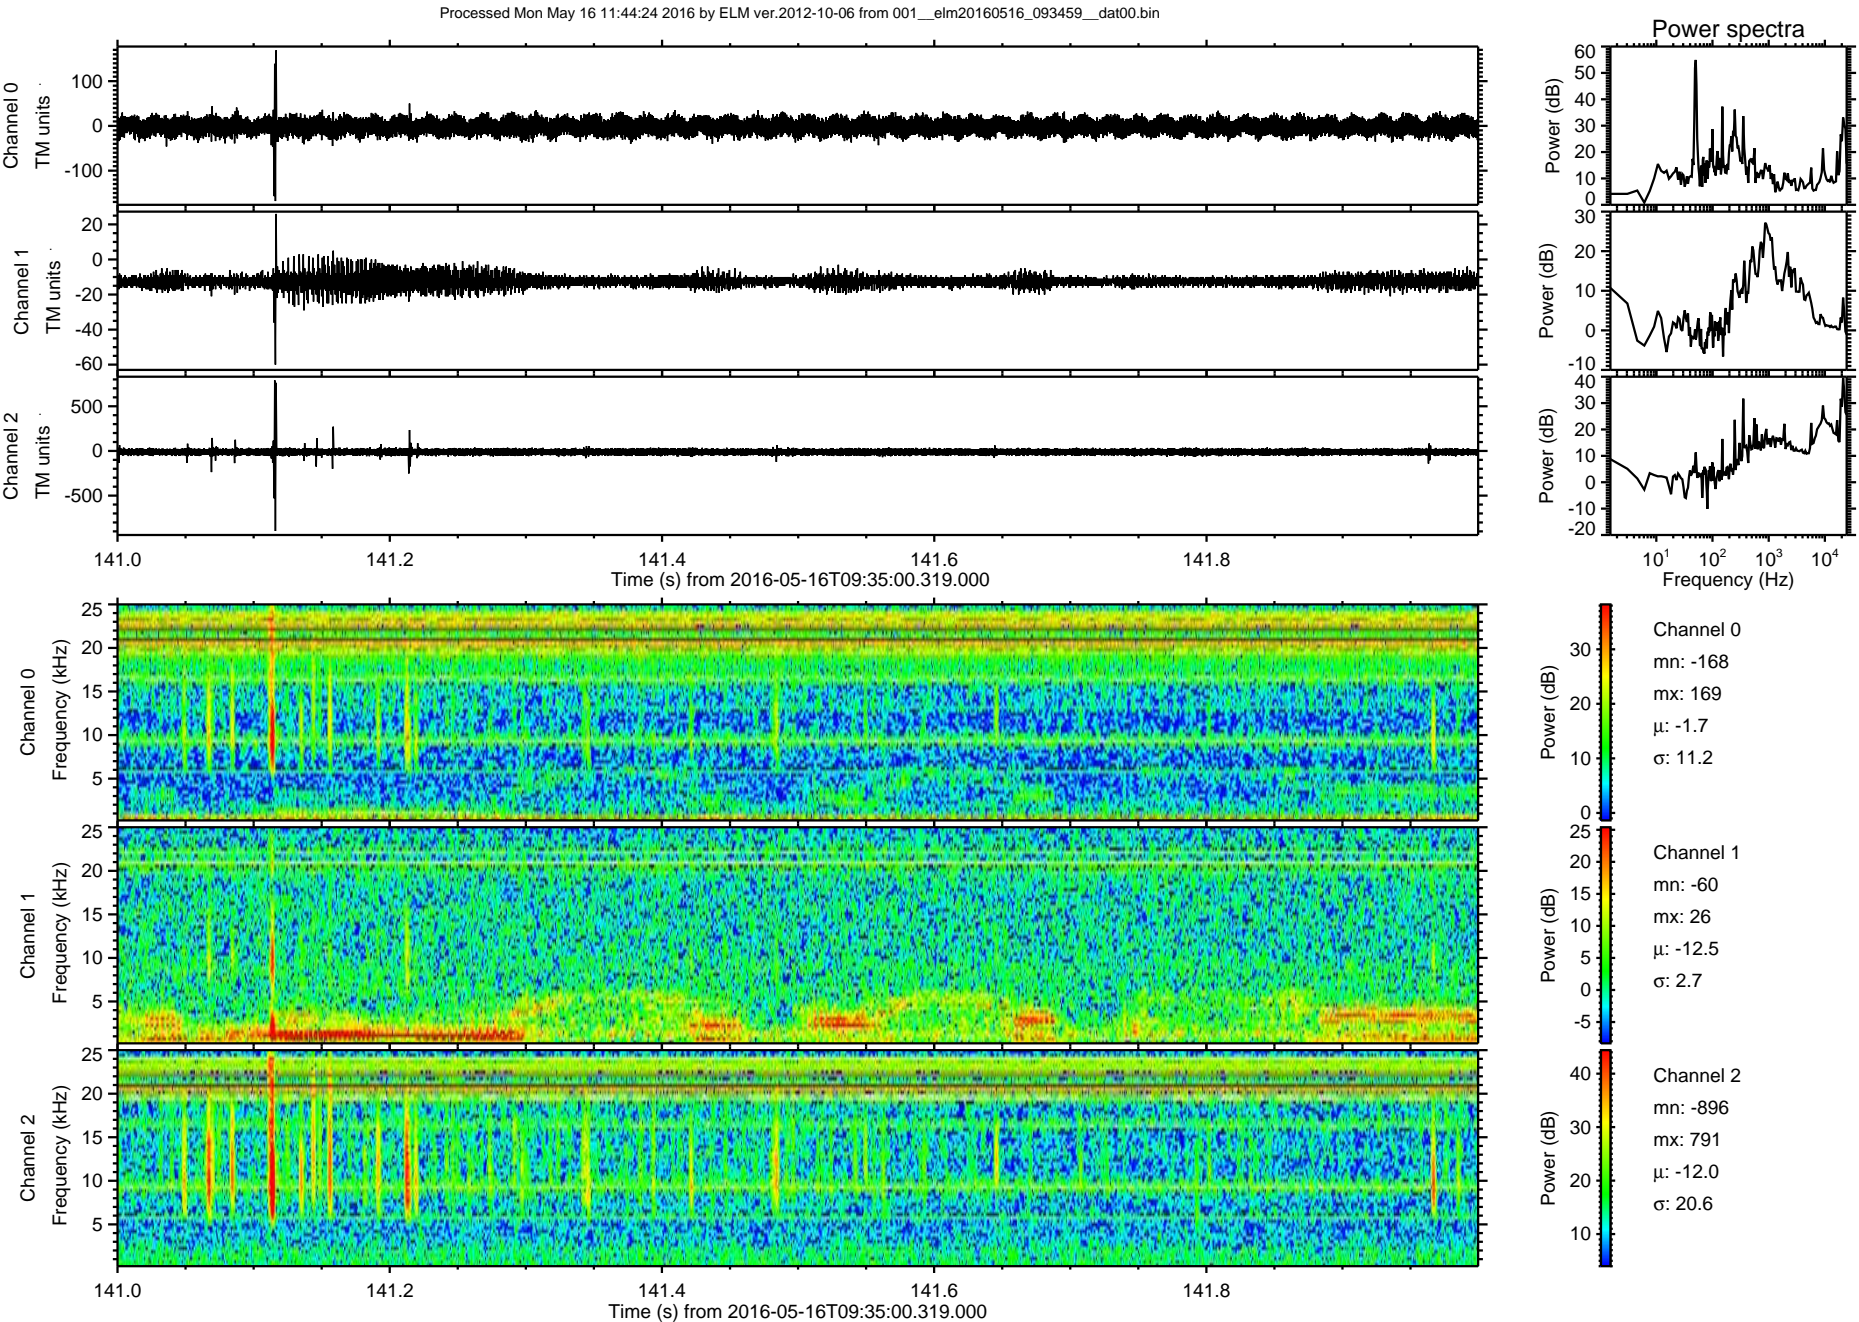 Processed Mon May 16 11:44:24 2016 by ELM ver.2012-10-06 from 001__elm20160516_093459__dat00.bin
Power spectra
Channel 0
TM units
100
0
-100
Power (dB)
60
50
40
30
20
10
0
Channel 1
TM units
20
0
-20
-40
-60
Power (dB)
30
20
10
0
-10
Channel 2
TM units
500
0
-500
Power (dB)
40
30
20
10
0
-10
-20
141.0 141.2 141.4 141.6 141.8
Time (s) from 2016-05-16T09:35:00.319.000
10¹ 10² 10³ 10⁴
Frequency (Hz)
Channel 0
Frequency (kHz)
25
20
15
10
5
Power (dB)
30
20
10
0
Channel 0
mn: -168
mx: 169
μ: -1.7
σ: 11.2
Channel 1
Frequency (kHz)
25
20
15
10
5
Power (dB)
25
20
15
10
5
0
-5
Channel 1
mn: -60
mx: 26
μ: -12.5
σ: 2.7
Channel 2
Frequency (kHz)
25
20
15
10
5
Power (dB)
40
30
20
10
Channel 2
mn: -896
mx: 791
μ: -12.0
σ: 20.6
141.0 141.2 141.4 141.6 141.8
Time (s) from 2016-05-16T09:35:00.319.000